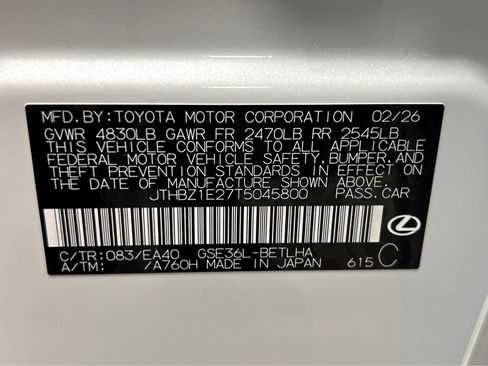 MFD.BY:TOYOTA MOTOR CORPORATION 02/26
GVWR 4830LB GAWR FR 2470LB RR 2545LB
THIS VEHICLE CONFORMS TO ALL APPLICABLE
FEDERAL MOTOR VEHICLE SAFETY,BUMPER,AND
THEFT PREVENTION STANDARDS IN EFFECT ON
THE DATE OF MANUFACTURE SHOWN ABOVE.
JTHBZ1E27T5045800 PASS.CAR
C/TR:083/EA40 GSE36L-BETLHA
A/TM: /A760H MADE IN JAPAN 615 C